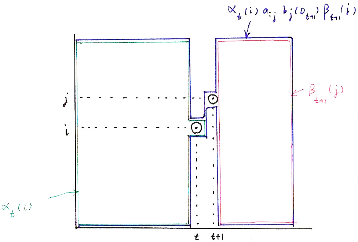 α_t(i) a_ij b_j(O_t+1) β_t+1(j)
β_t+1(j)
j
i
α_t(i)
t t+1